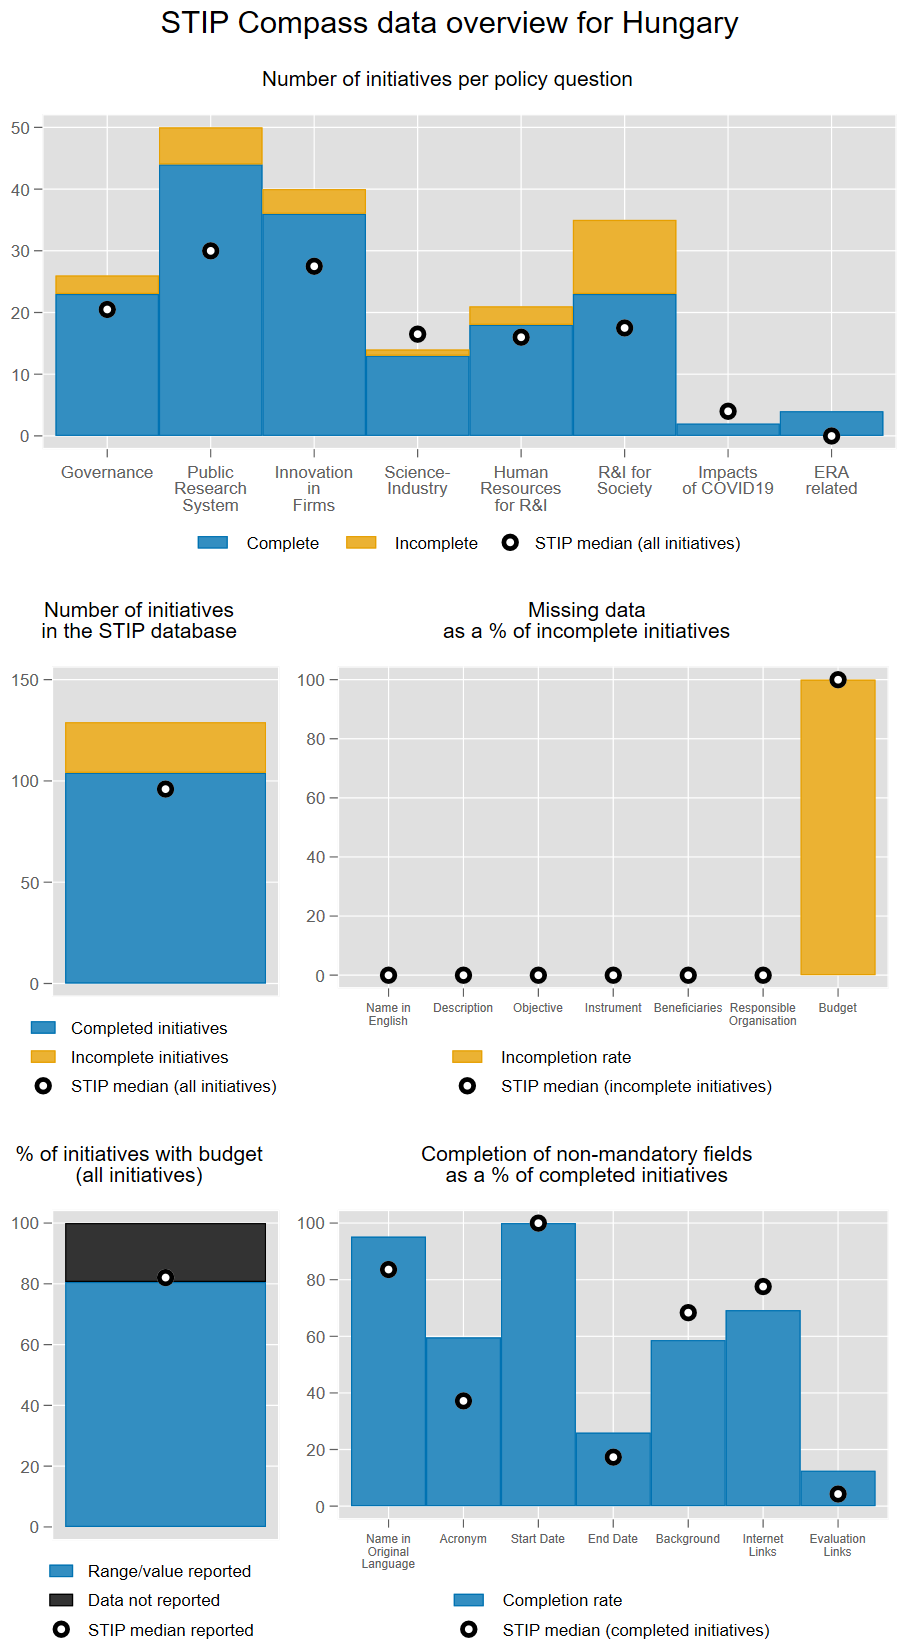 STIP Compass data overview for Hungary
Number of initiatives per policy question
50
40
30
20
10
0
Governance
Public
Research
System
Innovation
in
Firms
Science-
Industry
Human
Resources
for R&I
R&I for
Society
Impacts
of COVID19
ERA
related
Complete
Incomplete
STIP median (all initiatives)
Number of initiatives
in the STIP database
150
100
50
0
Completed initiatives
Incomplete initiatives
STIP median (all initiatives)
Missing data
as a % of incomplete initiatives
100
80
60
40
20
0
Name in
English
Description
Objective
Instrument
Beneficiaries
Responsible
Organisation
Budget
Incompletion rate
STIP median (incomplete initiatives)
% of initiatives with budget
(all initiatives)
100
80
60
40
20
0
Range/value reported
Data not reported
STIP median reported
Completion of non-mandatory fields
as a % of completed initiatives
100
80
60
40
20
0
Name in
Original
Language
Acronym
Start Date
End Date
Background
Internet
Links
Evaluation
Links
Completion rate
STIP median (completed initiatives)